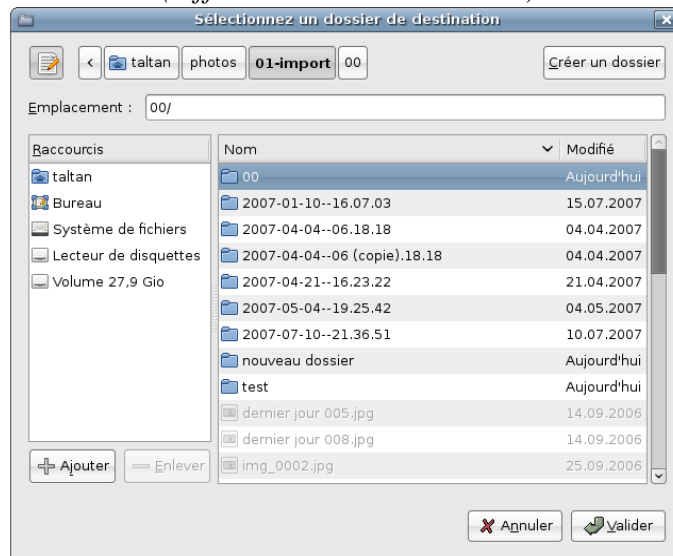 Sélectionnez un dossier de destination
< taltan photos 01-import 00 Créer un dossier
Emplacement : 00/
Raccourcis Nom Modifié
taltan 00 Aujourd'hui
Bureau 2007-01-10--16.07.03 15.07.2007
Système de fichiers 2007-04-04--06.18.18 04.04.2007
Lecteur de disquettes 2007-04-04--06 (copie).18.18 04.04.2007
Volume 27,9 Gio 2007-04-21--16.23.22 21.04.2007
2007-05-04--19.25.42 04.05.2007
2007-07-10--21.36.51 10.07.2007
nouveau dossier Aujourd'hui
test Aujourd'hui
dernier jour 005.jpg 14.09.2006
dernier jour 008.jpg 14.09.2006
Ajouter Enlever img_0002.jpg 25.09.2006
Annuler Valider